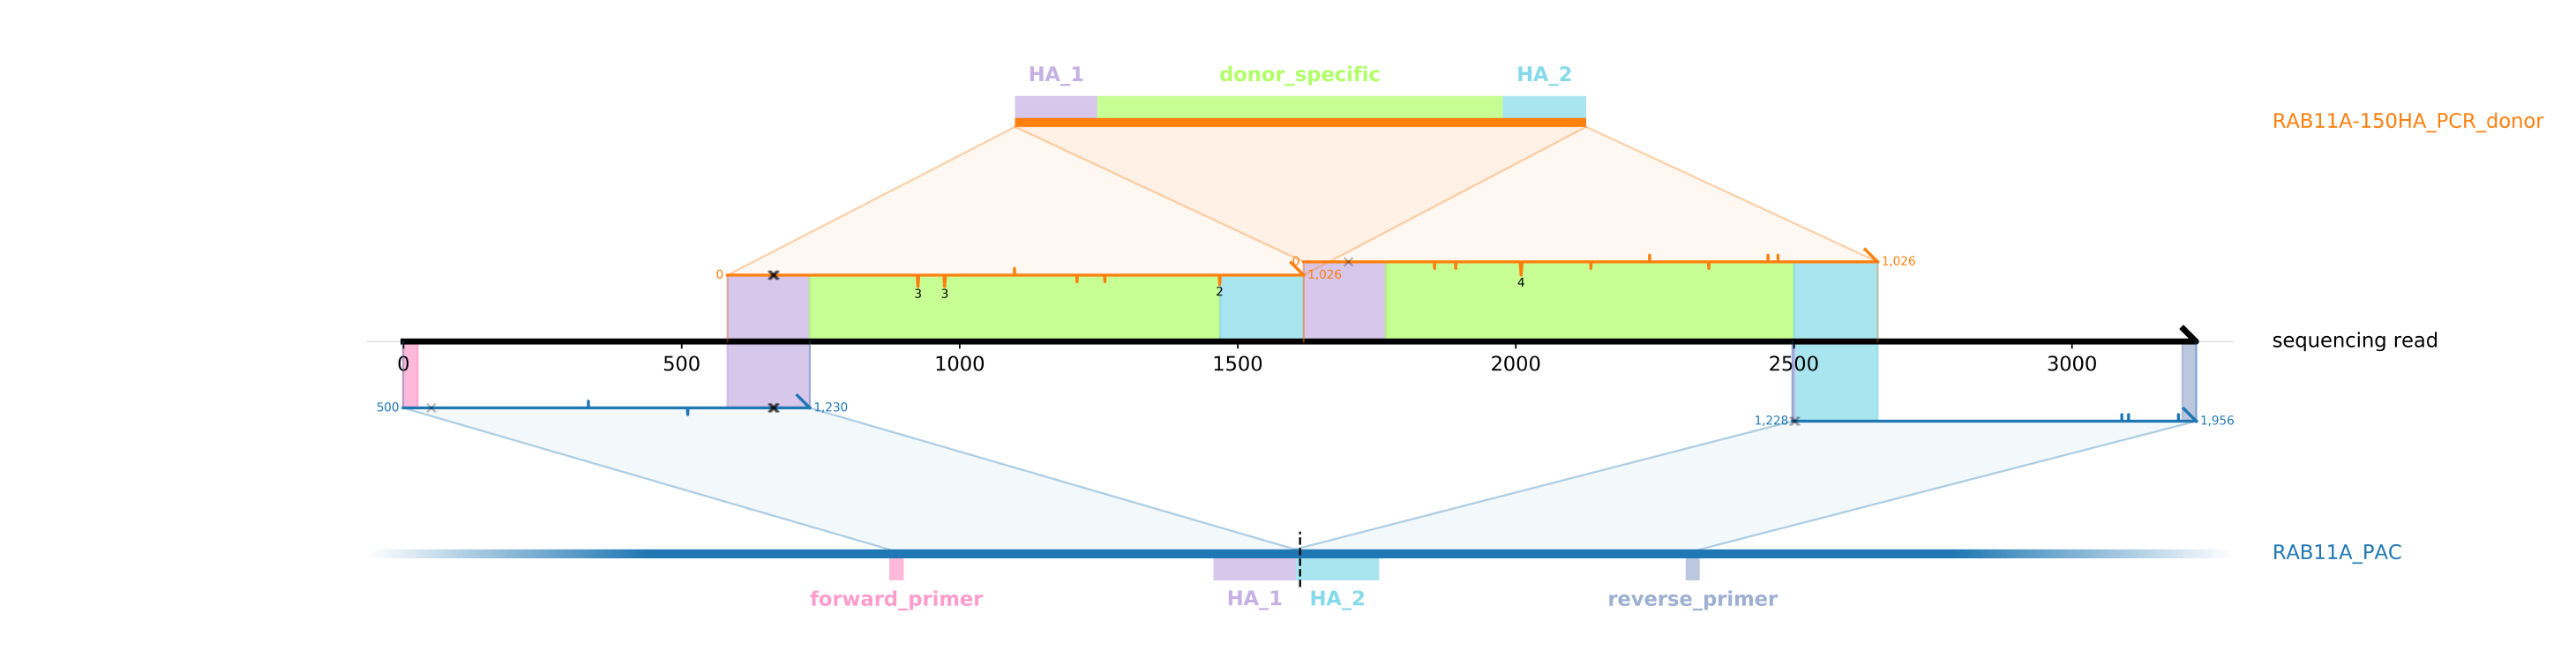 HA_1 donor_specific HA_2
RAB11A-150HA_PCR_donor
0 1,026
0 1,026
3 3 2 4
sequencing read
0 500 1000 1500 2000 2500 3000
500 1,230
1,228 1,956
RAB11A_PAC
forward_primer HA_1 HA_2 reverse_primer